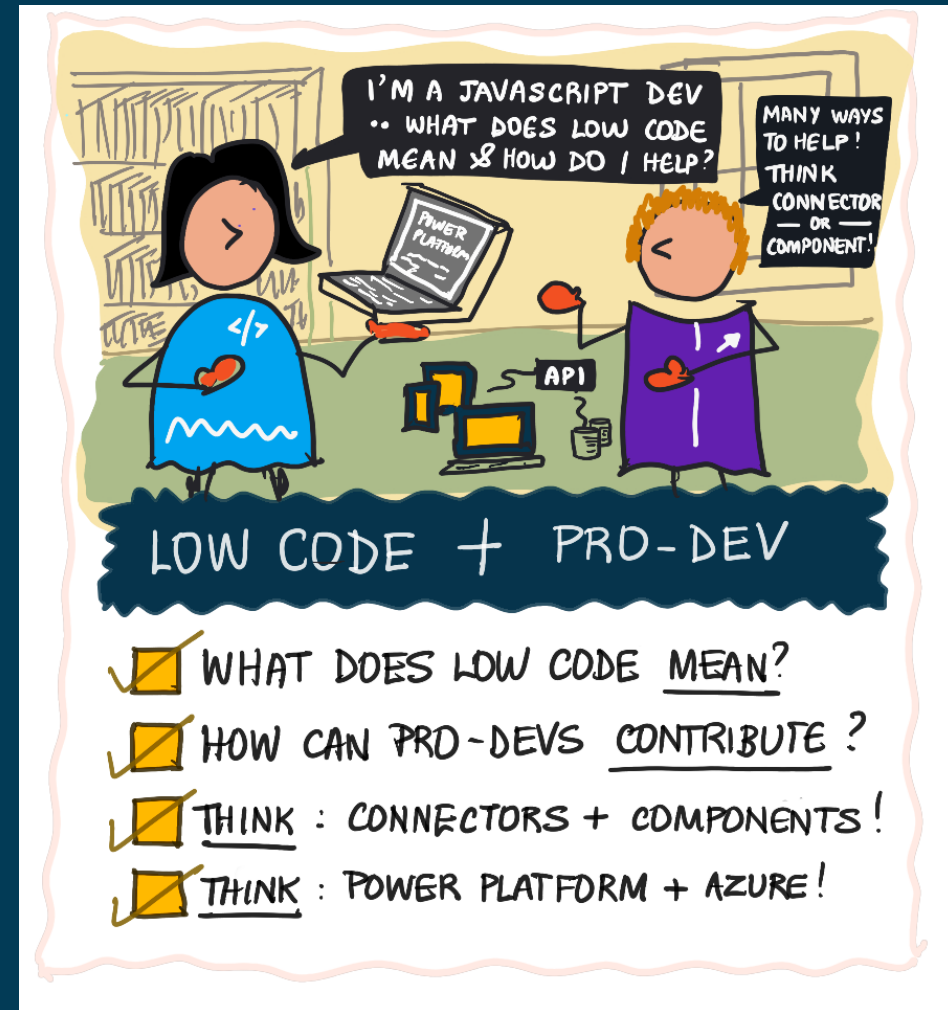 I'M A JAVASCRIPT DEV
.. WHAT DOES LOW CODE
MEAN & HOW DO I HELP?
MANY WAYS
TO HELP!
THINK
CONNECTOR
— OR —
COMPONENT!
POWER
PLATFORM
</>
API
LOW CODE + PRO-DEV
WHAT DOES LOW CODE MEAN?
HOW CAN PRO-DEVS CONTRIBUTE?
THINK: CONNECTORS + COMPONENTS!
THINK: POWER PLATFORM + AZURE!